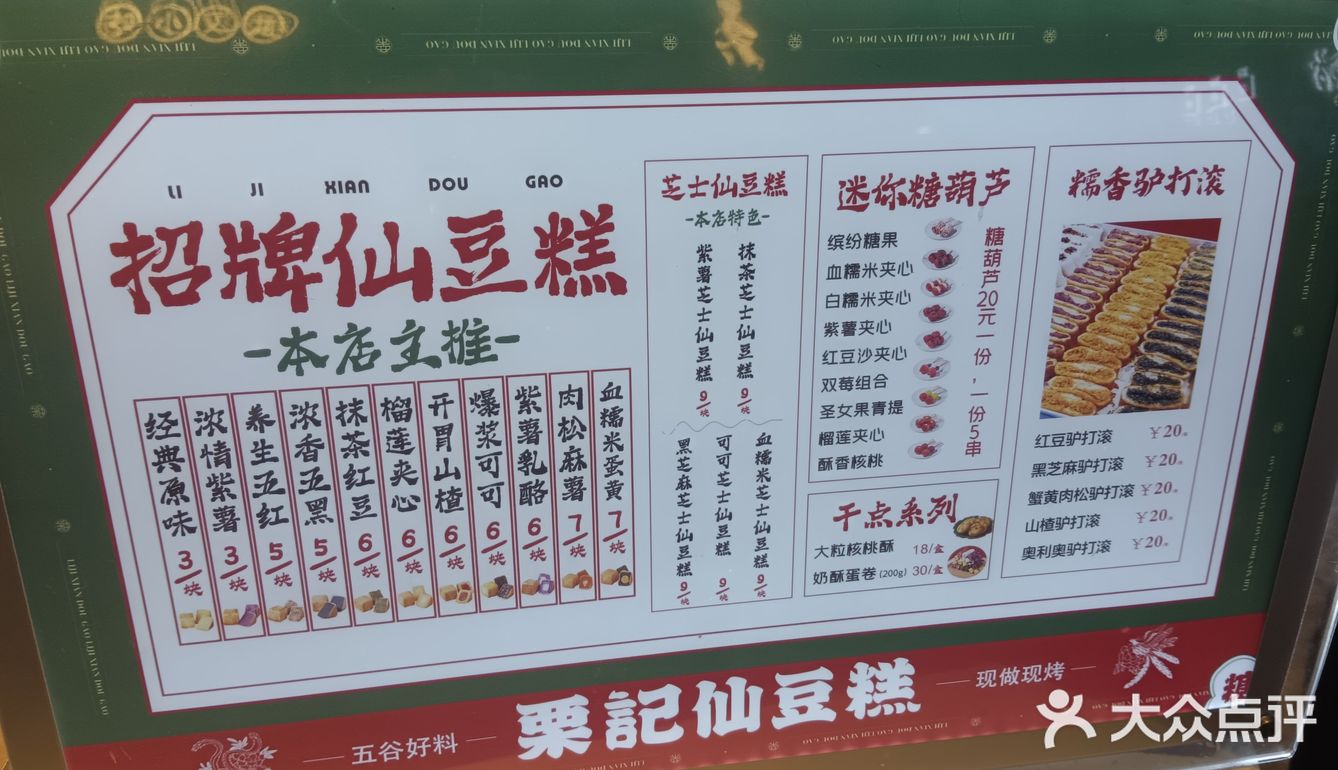 LI JI XIAN DOU GAO
招牌仙豆糕
-本店主推-
经典原味 3/块
浓情紫薯 3/块
养生五红 5/块
浓香五黑 5/块
抹茶红豆 6/块
榴莲夹心 6/块
开胃山楂 6/块
爆浆可可 6/块
紫薯乳酪 6/块
肉松麻薯 7/块
血糯米蛋黄 7/块
芝士仙豆糕
-本店特色-
紫薯芝士仙豆糕 9/块
抹茶芝士仙豆糕 9/块
黑芝麻芝士仙豆糕 9/块
可可芝士仙豆糕 9/块
血糯米芝士仙豆糕 9/块
迷你糖葫芦
缤纷糖果
血糯米夹心
白糯米夹心
紫薯夹心
红豆沙夹心
双莓组合
圣女果青提
榴莲夹心
酥香核桃
糖葫芦20元一份，一份5串
干点系列
大粒核桃酥 18/盒
奶酥蛋卷 (200g) 30/盒
糯香驴打滚
红豆驴打滚 ￥20
黑芝麻驴打滚 ￥20
蟹黄肉松驴打滚 ￥20
山楂驴打滚 ￥20
奥利奥驴打滚 ￥20
五谷好料
栗記仙豆糕
现做现烤
大众点评